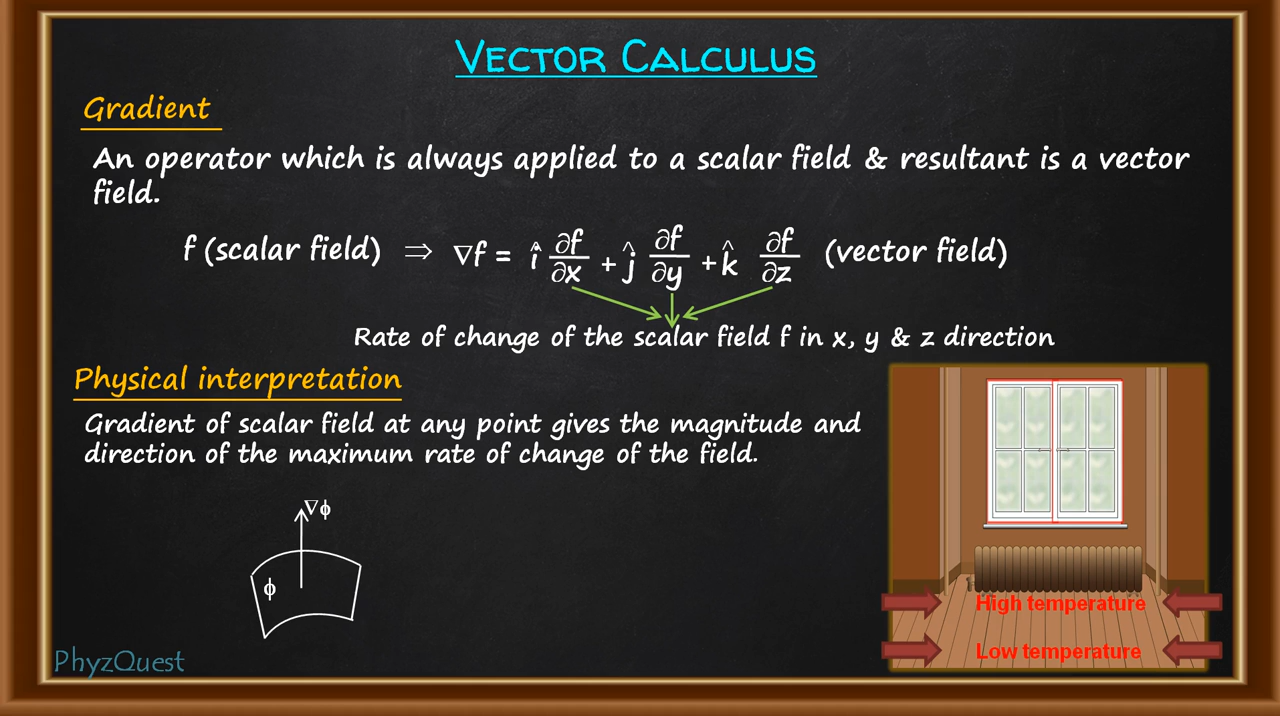 VECTOR CALCULUS
Gradient
An operator which is always applied to a scalar field & resultant is a vector
field.
f (scalar field) ⇒ ∇f = î ∂f/∂x + ĵ ∂f/∂y + k̂ ∂f/∂z (vector field)
Rate of change of the scalar field f in x, y & z direction
Physical interpretation
Gradient of scalar field at any point gives the magnitude and
direction of the maximum rate of change of the field.
∇ϕ
ϕ
High temperature
Low temperature
PhyzQuest